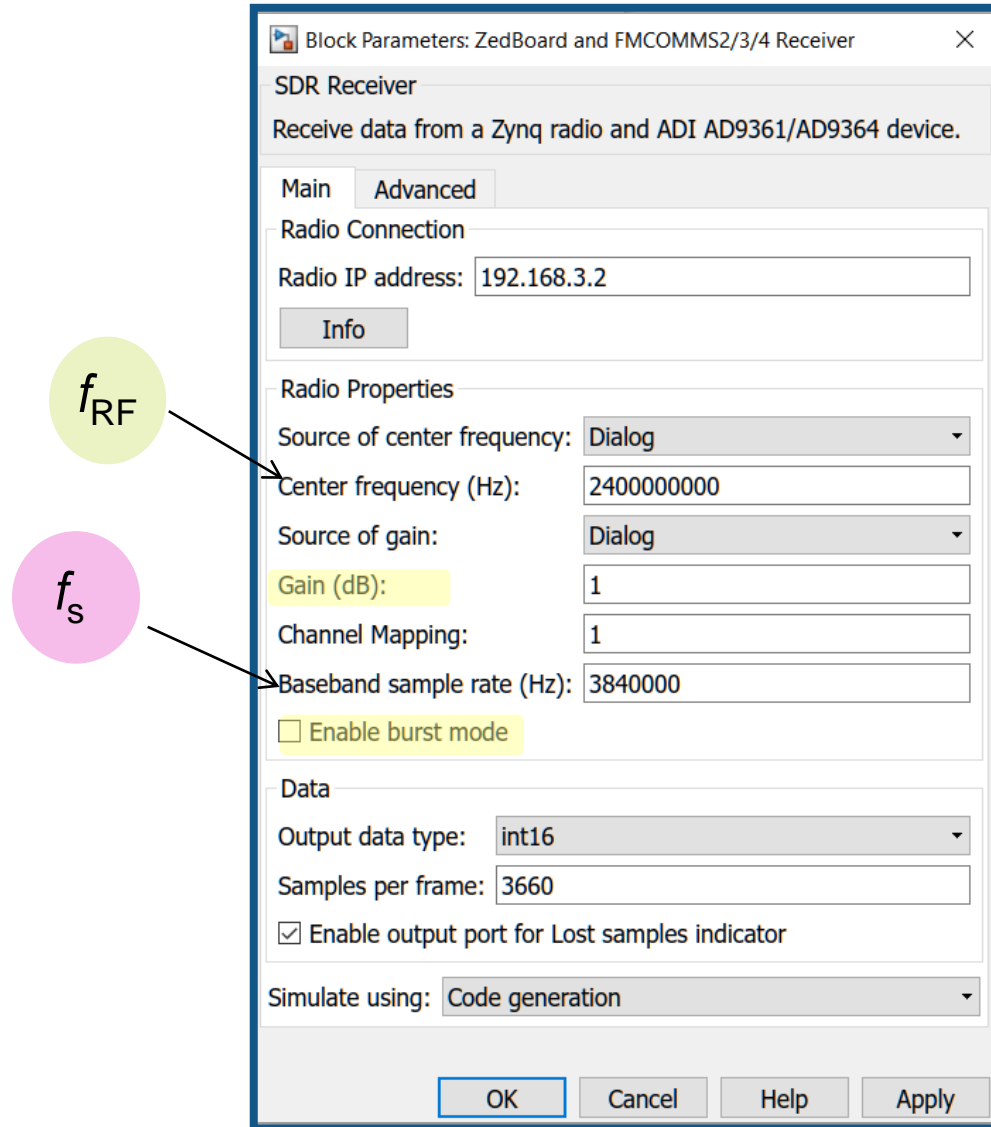 Block Parameters: ZedBoard and FMCOMMS2/3/4 Receiver
SDR Receiver
Receive data from a Zynq radio and ADI AD9361/AD9364 device.
Main Advanced
Radio Connection
Radio IP address: 192.168.3.2
Info
Radio Properties
fRF
Source of center frequency: Dialog
Center frequency (Hz): 2400000000
Source of gain: Dialog
Gain (dB): 1
fs
Channel Mapping: 1
Baseband sample rate (Hz): 3840000
Enable burst mode
Data
Output data type: int16
Samples per frame: 3660
Enable output port for Lost samples indicator
Simulate using: Code generation
OK Cancel Help Apply